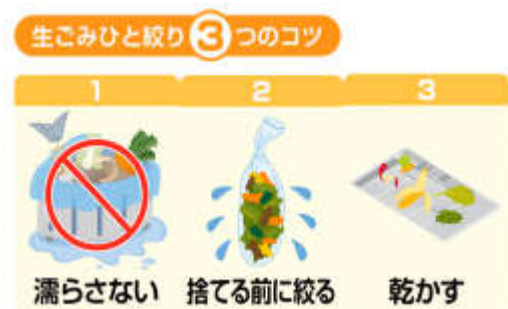 生ごみひと絞り3つのコツ
1
2
3
濡らさない
捨てる前に絞る
乾かす